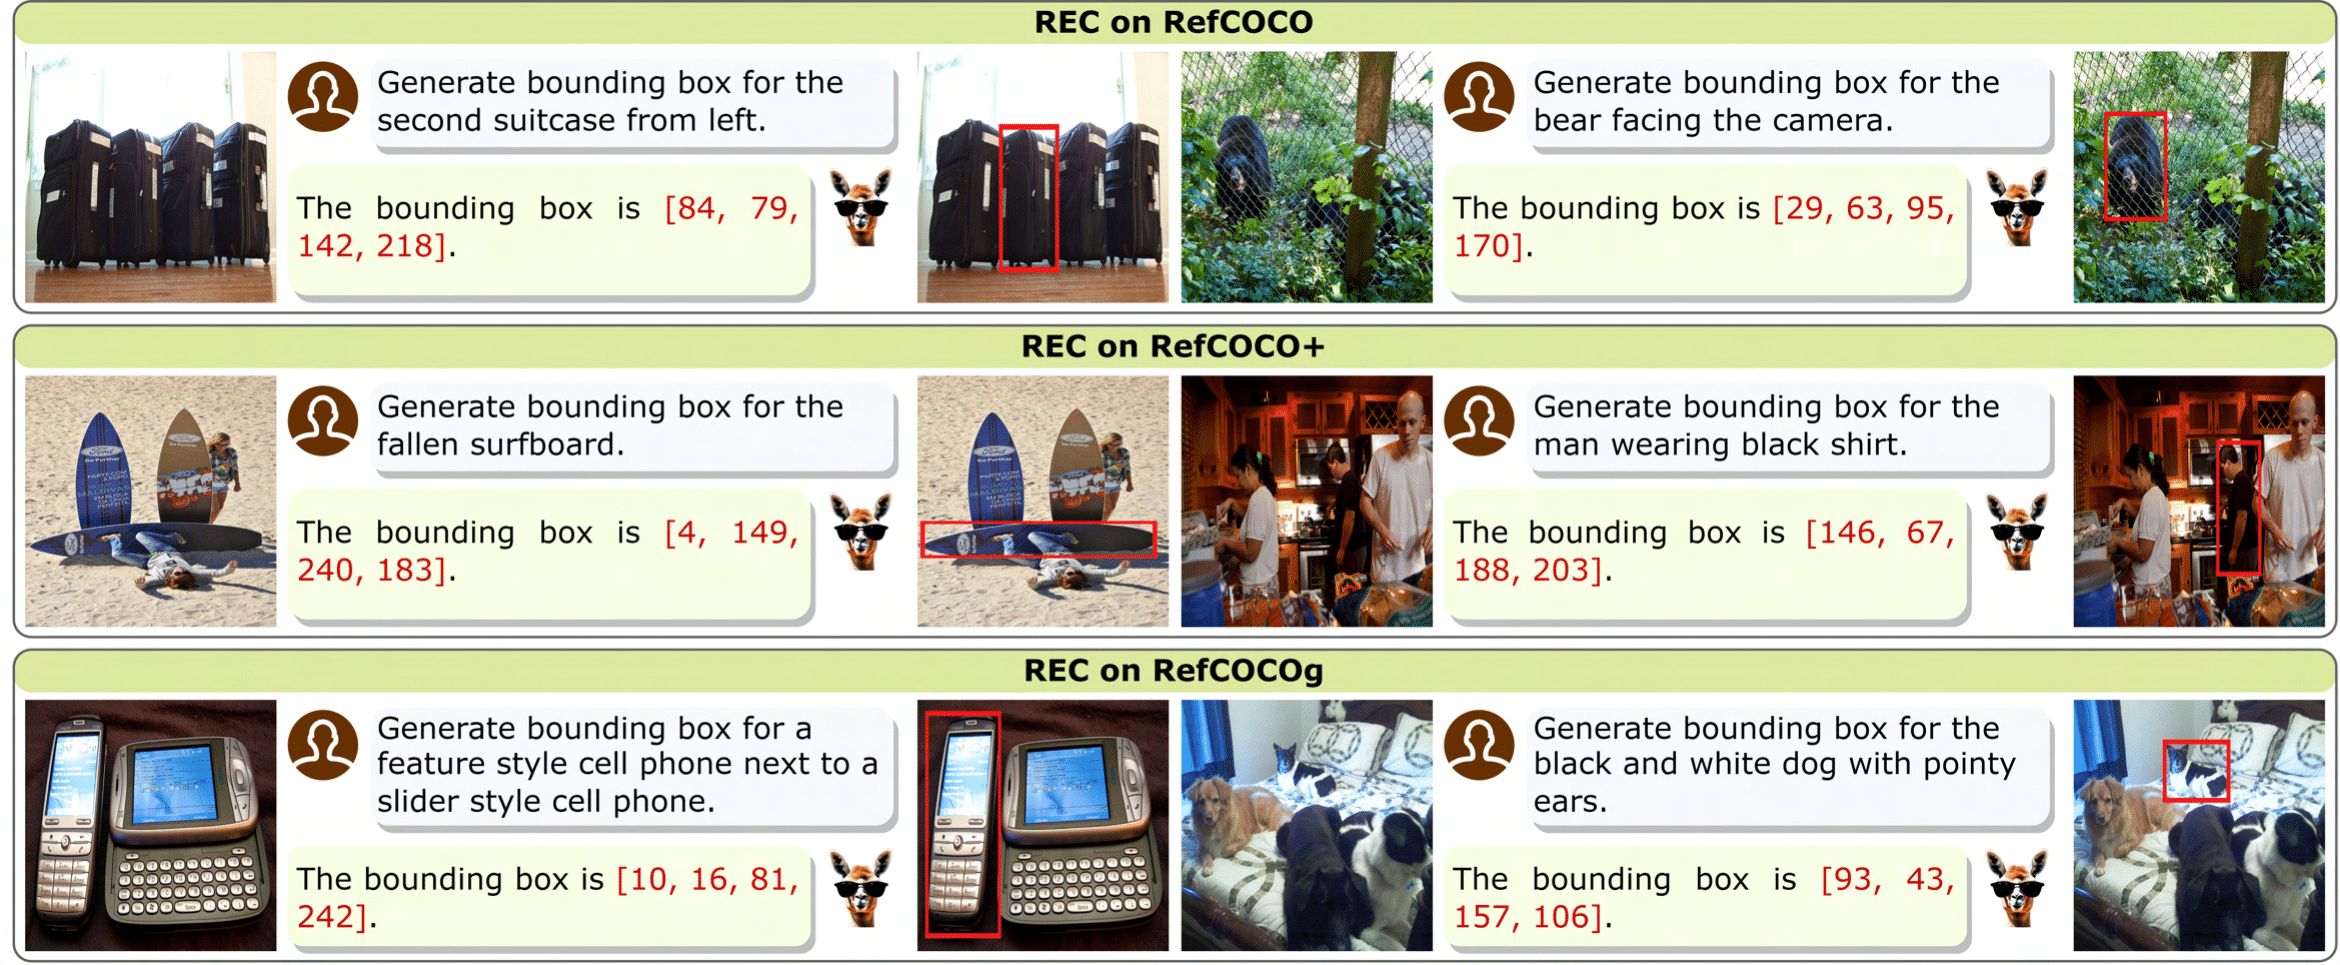 REC on RefCOCO
Generate bounding box for the
second suitcase from left.
The bounding box is [84, 79,
142, 218].
Generate bounding box for the
bear facing the camera.
The bounding box is [29, 63, 95,
170].
REC on RefCOCO+
Generate bounding box for the
fallen surfboard.
The bounding box is [4, 149,
240, 183].
Generate bounding box for the
man wearing black shirt.
The bounding box is [146, 67,
188, 203].
REC on RefCOCOg
Generate bounding box for a
feature style cell phone next to a
slider style cell phone.
The bounding box is [10, 16, 81,
242].
Generate bounding box for the
black and white dog with pointy
ears.
The bounding box is [93, 43,
157, 106].